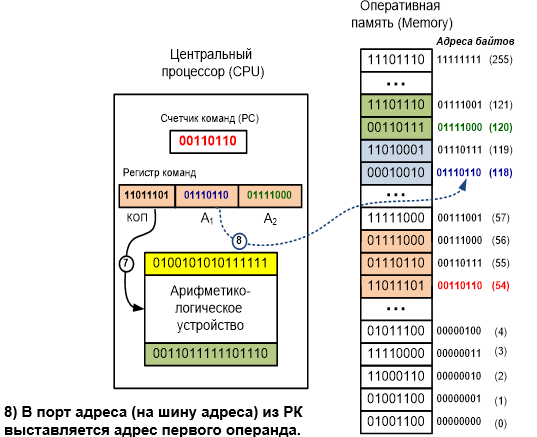 Оперативная
память (Memory)
Адреса байтов
Центральный
процессор (CPU)
11101110 11111111 (255)
...
Счетчик команд (PC)
11101110 01111001 (121)
00110111 01111000 (120)
00110110
11010001 01110111 (119)
Регистр команд
00010010 01110110 (118)
11011101 01110110 01111000
...
КОП A1 A2
11111000 00111001 (57)
8
01111000 00111000 (56)
7
0100101010111111
01110110 00110111 (55)
Арифметико-
логическое
устройство
11011101 00110110 (54)
...
01011100 00000100 (4)
0011011111101110
11110000 00000011 (3)
11000110 00000010 (2)
01001100 00000001 (1)
01001100 00000000 (0)
8) В порт адреса (на шину адреса) из РК
выставляется адрес первого операнда.